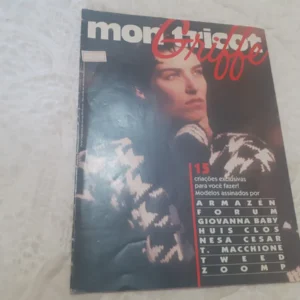 mon tricot
Griffe
15
criações exclusivas
para você fazer!
Modelos assinados por
ARMAZEN
FORUM
GIOVANNA BABY
HUIS CLOS
NESA CESAR
T. MACCHIONE
TWEED
ZOOMP